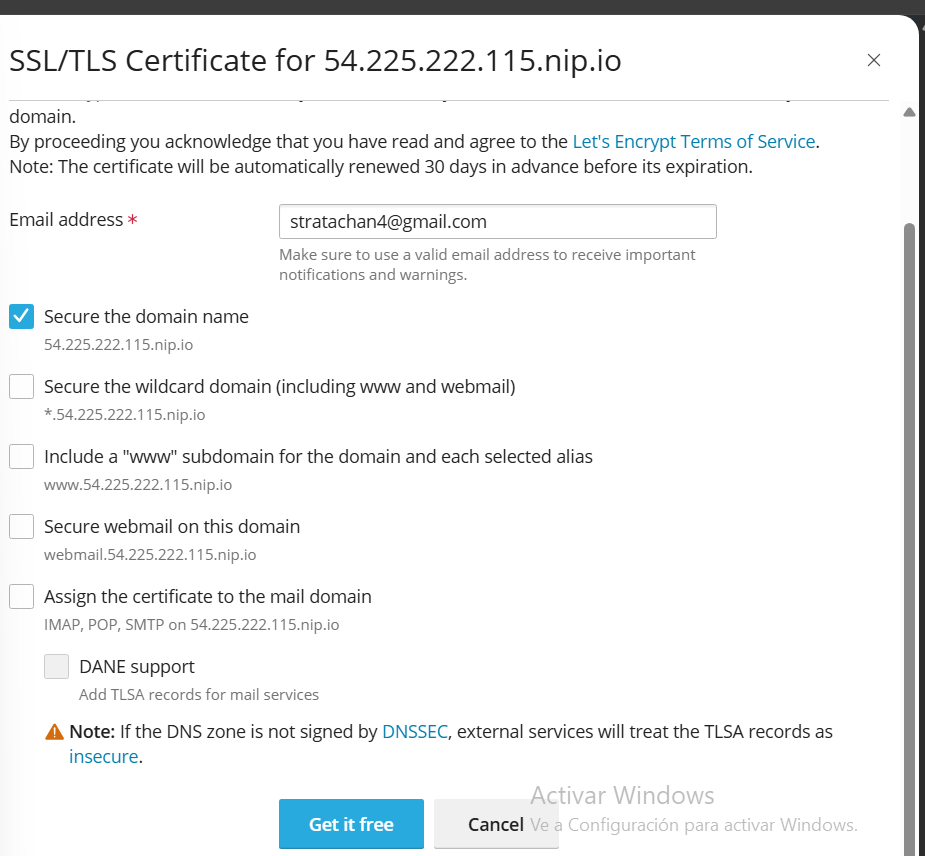 SSL/TLS Certificate for 54.225.222.115.nip.io
domain.
By proceeding you acknowledge that you have read and agree to the Let's Encrypt Terms of Service.
Note: The certificate will be automatically renewed 30 days in advance before its expiration.
Email address *
stratachan4@gmail.com
Make sure to use a valid email address to receive important
notifications and warnings.
Secure the domain name
54.225.222.115.nip.io
Secure the wildcard domain (including www and webmail)
*.54.225.222.115.nip.io
Include a "www" subdomain for the domain and each selected alias
www.54.225.222.115.nip.io
Secure webmail on this domain
webmail.54.225.222.115.nip.io
Assign the certificate to the mail domain
IMAP, POP, SMTP on 54.225.222.115.nip.io
DANE support
Add TLSA records for mail services
Note: If the DNS zone is not signed by DNSSEC, external services will treat the TLSA records as
insecure.
Activar Windows
Get it free
Cancel
Ve a Configuración para activar Windows.